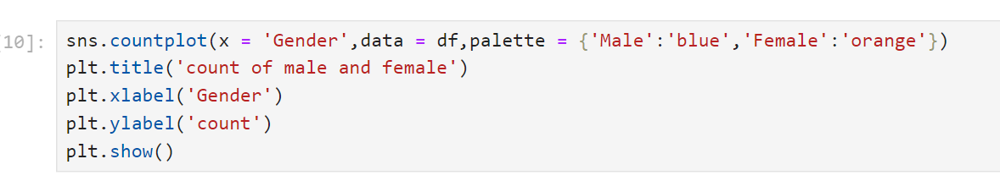 10]: sns.countplot(x = 'Gender',data = df,palette = {'Male':'blue','Female':'orange'})
plt.title('count of male and female')
plt.xlabel('Gender')
plt.ylabel('count')
plt.show()